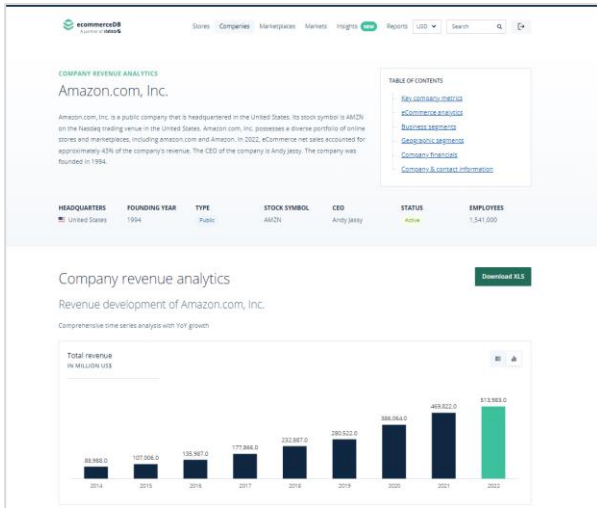 ecommerceDB
A partner of statista
Stores Companies Marketplaces Markets Insights NEW Reports USD Search
COMPANY REVENUE ANALYTICS
Amazon.com, Inc.
Amazon.com, Inc. is a public company that is headquartered in the United States. Its stock symbol is AMZN
on the Nasdaq trading venue in the United States. Amazon.com, Inc. possesses a diverse portfolio of online
stores and marketplaces, including amazon.com and Amazon. In 2022, eCommerce net sales accounted for
approximately 43% of the company's revenue. The CEO of the company is Andy Jassy. The company was
founded in 1994.
TABLE OF CONTENTS
Key company metrics
eCommerce analytics
Business segments
Geographic segments
Company financials
Company & contact information
HEADQUARTERS FOUNDING YEAR TYPE STOCK SYMBOL CEO STATUS EMPLOYEES
United States 1994 Public AMZN Andy Jassy Active 1,541,000
Company revenue analytics
Download XLS
Revenue development of Amazon.com, Inc.
Comprehensive time series analysis with YoY growth
Total revenue
IN MILLION US$
88,988.0 107,006.0 135,987.0 177,866.0 232,887.0 280,522.0 386,064.0 469,822.0 513,983.0
2014 2015 2016 2017 2018 2019 2020 2021 2022